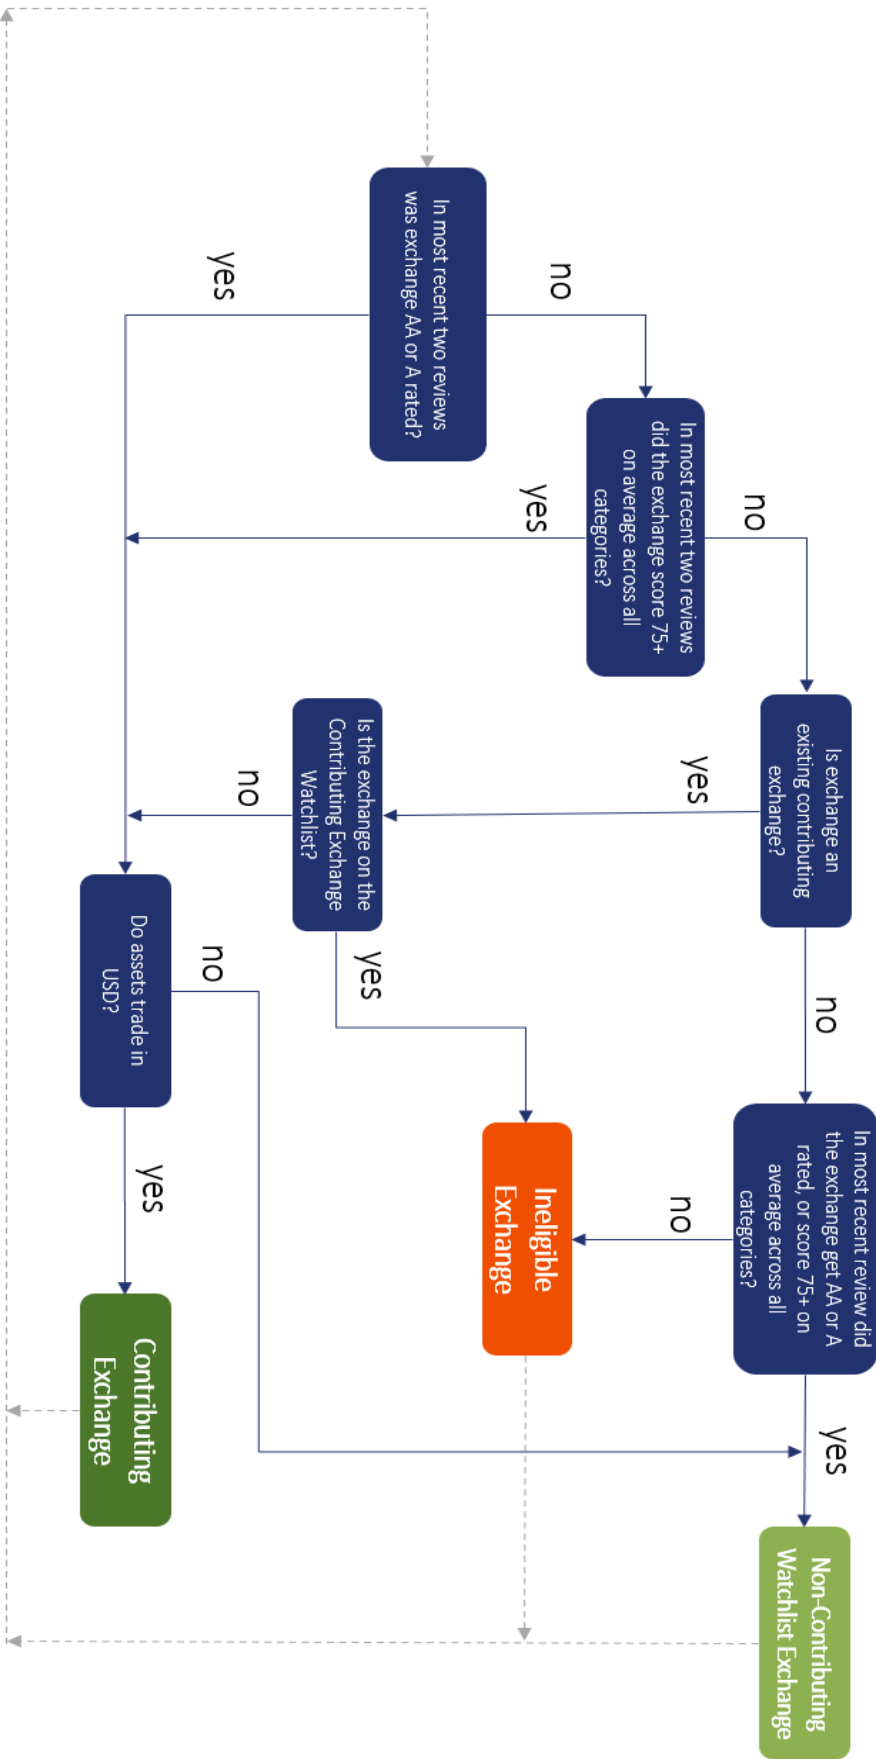 In most recent two reviews
was exchange AA or A rated?
no
yes
In most recent two reviews
did the exchange score 75+
on average across all
categories?
no
yes
Is exchange an
existing contributing
exchange?
yes
no
Is the exchange on the
Contributing Exchange
Watchlist?
no
yes
In most recent review did
the exchange get AA or A
rated, or score 75+ on
average across all
categories?
no
yes
Do assets trade in
USD?
no
yes
Ineligible
Exchange
Contributing
Exchange
Non-Contributing
Watchlist Exchange